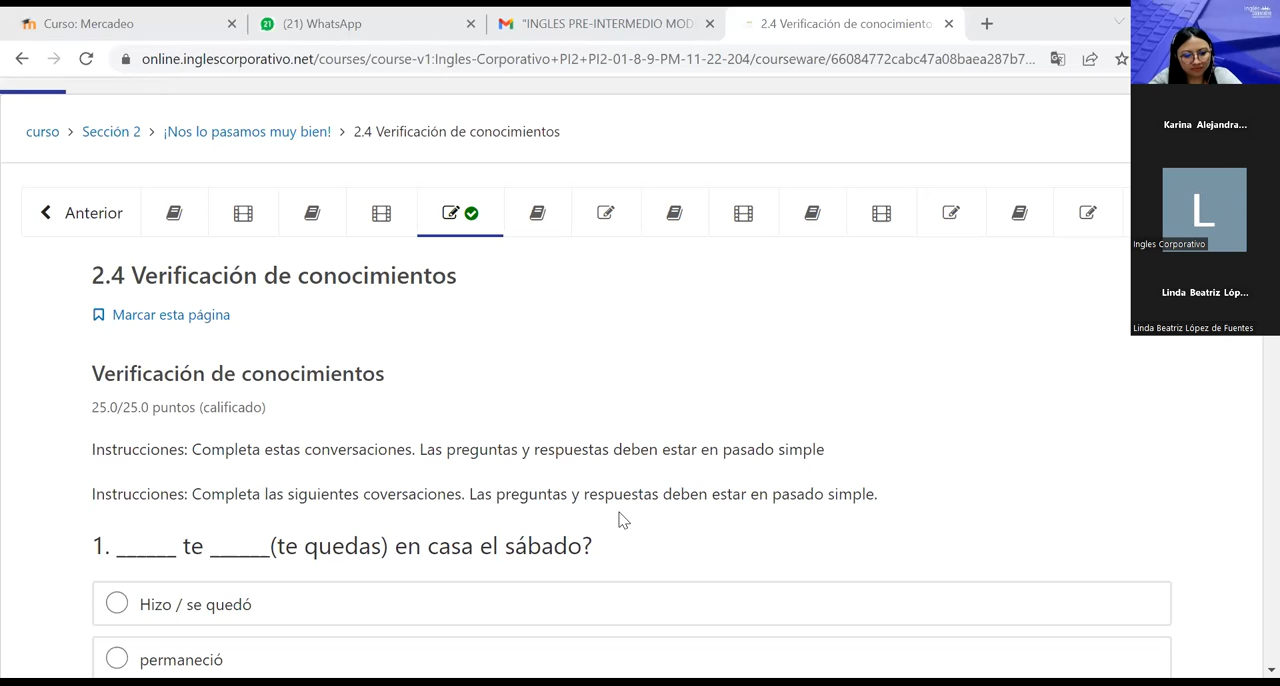 Curso: Mercadeo
21
(21) WhatsApp
"INGLES PRE-INTERMEDIO MOD
2.4 Verificación de conocimiento
online.inglescorporativo.net/courses/course-v1:Ingles-Corporativo+PI2+PI2-01-8-9-PM-11-22-204/courseware/66084772cabc47a08baea287b7...
curso > Sección 2 > ¡Nos lo pasamos muy bien! > 2.4 Verificación de conocimientos
Anterior
2.4 Verificación de conocimientos
Marcar esta página
Verificación de conocimientos
25.0/25.0 puntos (calificado)
Instrucciones: Completa estas conversaciones. Las preguntas y respuestas deben estar en pasado simple
Instrucciones: Completa las siguientes coversaciones. Las preguntas y respuestas deben estar en pasado simple.
1. ______ te ______(te quedas) en casa el sábado?
Hizo / se quedó
permaneció
Karina Alejandra...
L
Ingles Corporativo
Linda Beatriz Lóp...
Linda Beatriz López de Fuentes